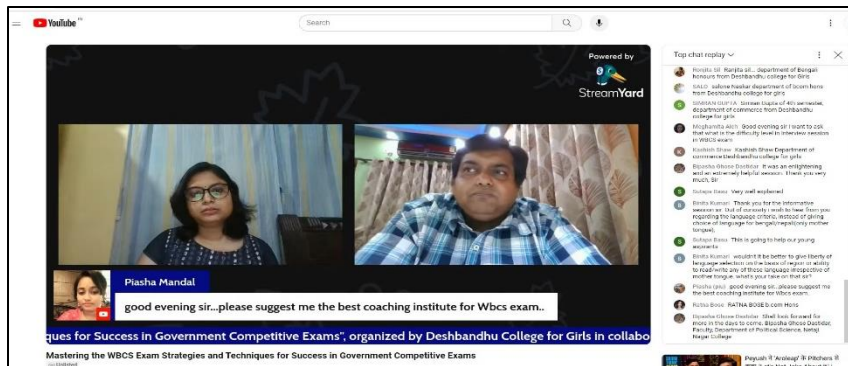 YouTube
Search
Powered by
StreamYard
Piasha Mandal
good evening sir...please suggest me the best coaching institute for Wbcs exam..
ques for Success in Government Competitive Exams", organized by Deshbandhu College for Girls in collabo
Mastering the WBCS Exam Strategies and Techniques for Success in Government Competitive Exams
Top chat replay
Ranjita Sil Ranjita sil... department of Bengali
honours from Deshbandhu college for Girls
department of bcom hons
from Deshbandhu college for girls
SIMRAN GUPTA Simran Gupta of 4th semester,
department of commerce from Deshbandhu
college for girls
Meghamita Aich Good evening sir I want to ask
that what is the difficulty level in interview session
in WBCS exam
Kashish Shaw Kashish Shaw Department of
commerce Deshbandhu college for girls
Bipasha Ghose Dastidar It was an enlightening
and an extremely helpful session. Thank you very
much, Sir
Sutapa Basu Very well explained
Binita Kumari Thank you for the informative
session sir. Out of curiosity i wish to hear from you
regarding the language criteria, instead of giving
choice of language for bengali/nepali(only mother
tongue),
Sutapa Basu This is going to help our young
aspirants
Binita Kumari wouldn't it be better to give liberty of
language selection on the basis of region or ability
to read/write any of these language irrespective of
mother tongue, what's your take on that sir?
Piasha good evening sir...please suggest me
the best coaching institute for Wbcs exam..
Ratna Bose RATNA BOSE b.com Hons
Bipasha Ghose Dastidar Shall look forward for
more in the days to come. Bipasha Ghose Dastidar,
Faculty, Department of Political Science, Netaji
Nagar College